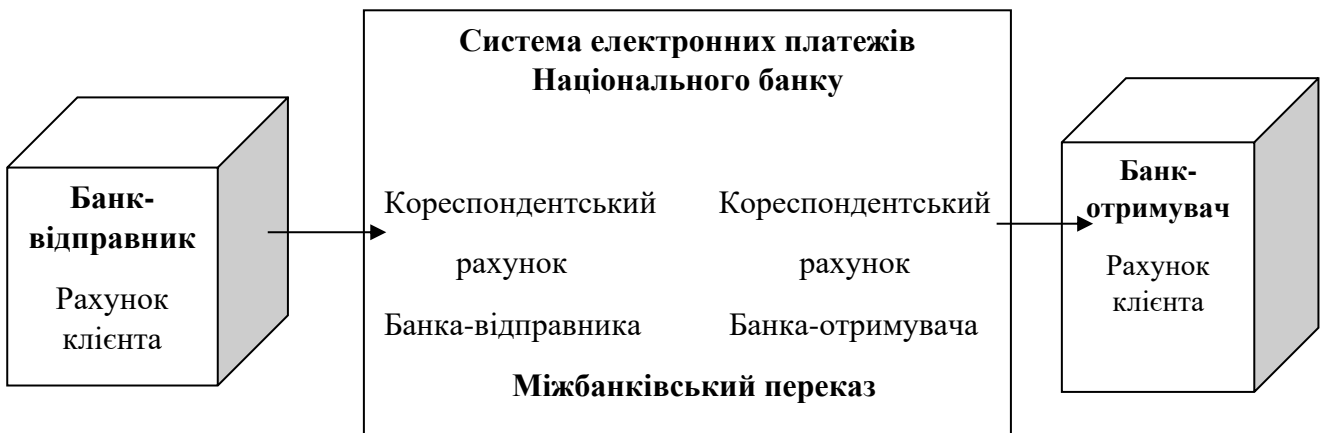 Система електронних платежів
Національного банку
Банк-
відправник
Рахунок
клієнта
Кореспондентський
рахунок
Банка-відправника
Кореспондентський
рахунок
Банка-отримувача
Міжбанківський переказ
Банк-
отримувач
Рахунок
клієнта